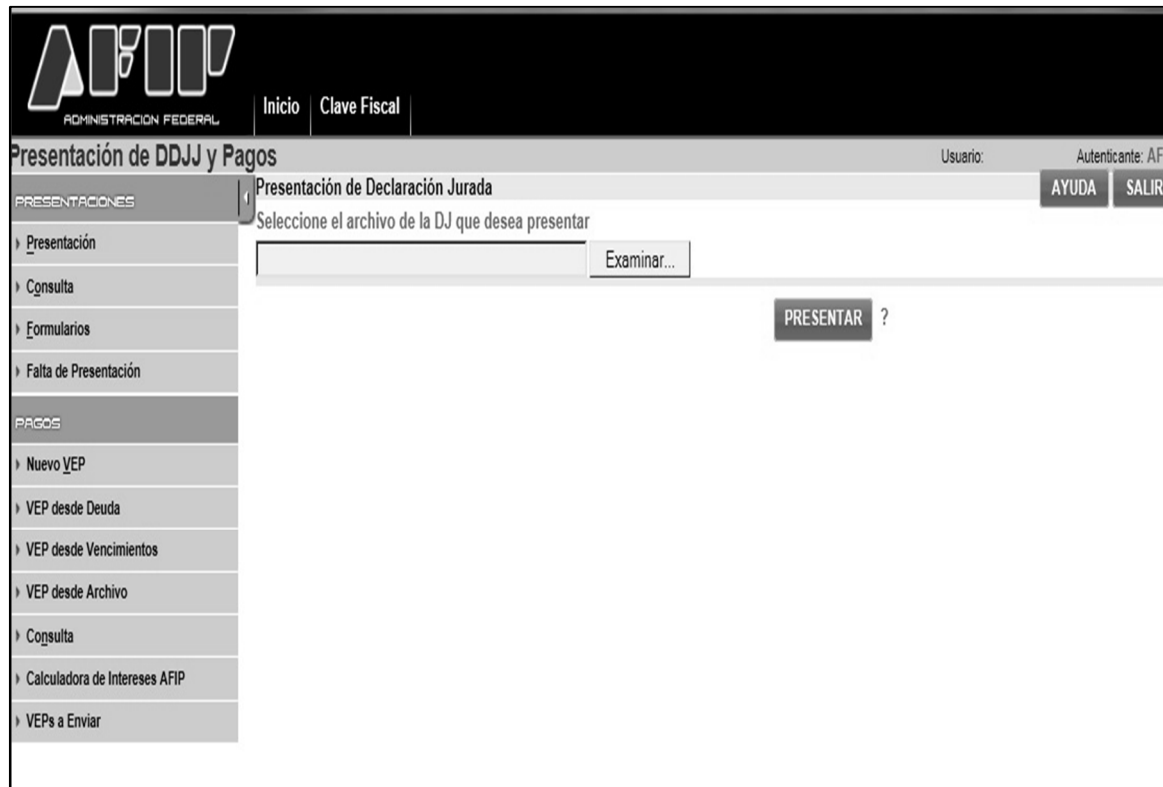 AFIP
ADMINISTRACION FEDERAL
Inicio
Clave Fiscal
Presentación de DDJJ y Pagos
Usuario:
Autenticante: AF
AYUDA
SALIR
PRESENTACIONES
Presentación
Consulta
Formularios
Falta de Presentación
PAGOS
Nuevo VEP
VEP desde Deuda
VEP desde Vencimientos
VEP desde Archivo
Consulta
Calculadora de Intereses AFIP
VEPs a Enviar
Presentación de Declaración Jurada
Seleccione el archivo de la DJ que desea presentar
Examinar...
PRESENTAR ?